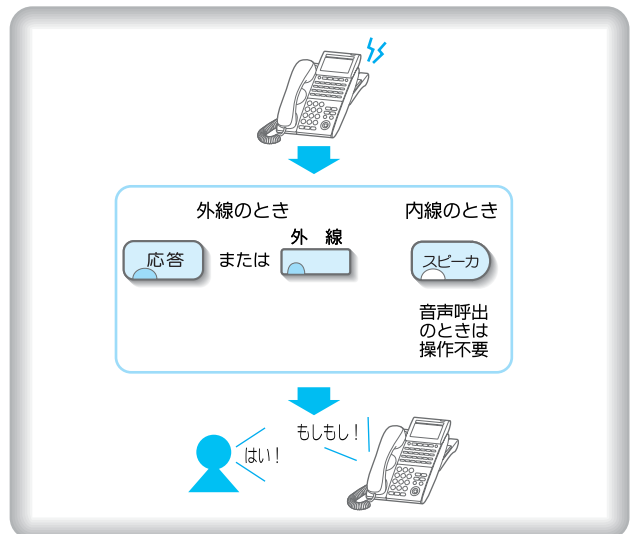 外線のとき
内線のとき
外 線
応答
または
スピーカ
音声呼出
のときは
操作不要
もしもし！
はい！